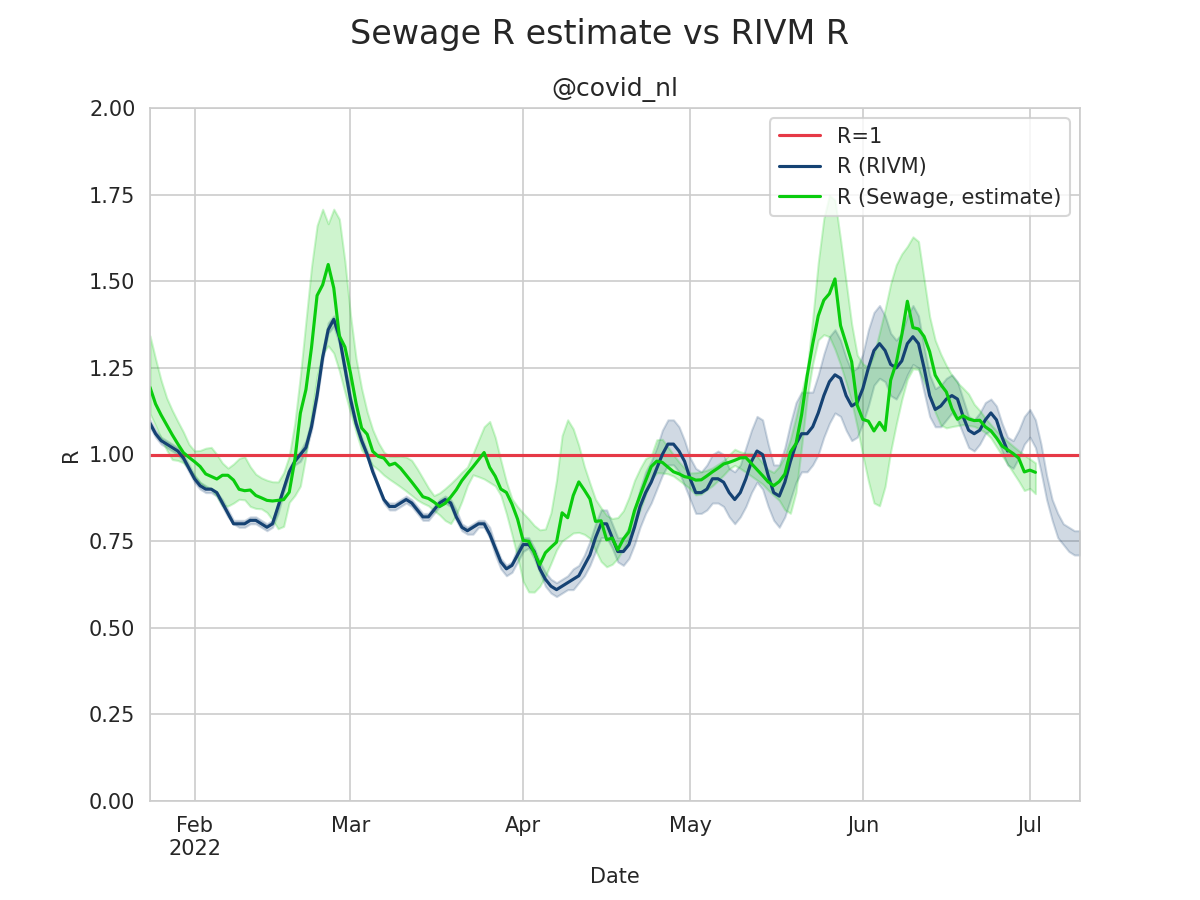 Sewage R estimate vs RIVM R
@covid_nl
R=1
R (RIVM)
R (Sewage, estimate)
2.00
1.75
1.50
1.25
1.00
0.75
0.50
0.25
0.00
R
Feb
2022
Mar
Apr
May
Jun
Jul
Date